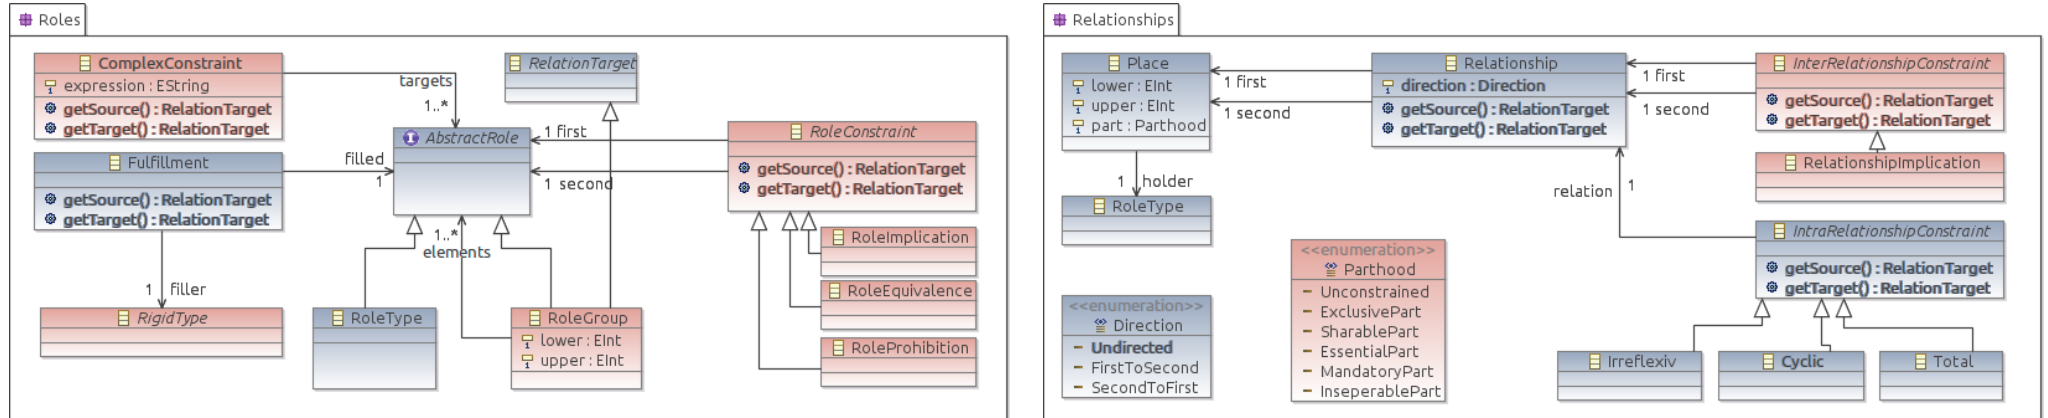 Roles
ComplexConstraint
expression : EString
getSource() : RelationTarget
getTarget() : RelationTarget
targets
1..*
RelationTarget
AbstractRole
Fulfillment
getSource() : RelationTarget
getTarget() : RelationTarget
filled
1
1 first
1 second
RoleConstraint
getSource() : RelationTarget
getTarget() : RelationTarget
1..*
elements
RoleImplication
RoleEquivalence
RoleProhibition
1 filler
RigidType
RoleType
RoleGroup
lower : EInt
upper : EInt
Relationships
Place
lower : EInt
upper : EInt
part : Parthood
1 first
1 second
Relationship
direction : Direction
getSource() : RelationTarget
getTarget() : RelationTarget
1 first
1 second
InterRelationshipConstraint
getSource() : RelationTarget
getTarget() : RelationTarget
RelationshipImplication
1 holder
RoleType
relation 1
IntraRelationshipConstraint
getSource() : RelationTarget
getTarget() : RelationTarget
<<enumeration>>
Parthood
Unconstrained
ExclusivePart
SharablePart
EssentialPart
MandatoryPart
InseperablePart
<<enumeration>>
Direction
Undirected
FirstToSecond
SecondToFirst
Irreflexiv
Cyclic
Total